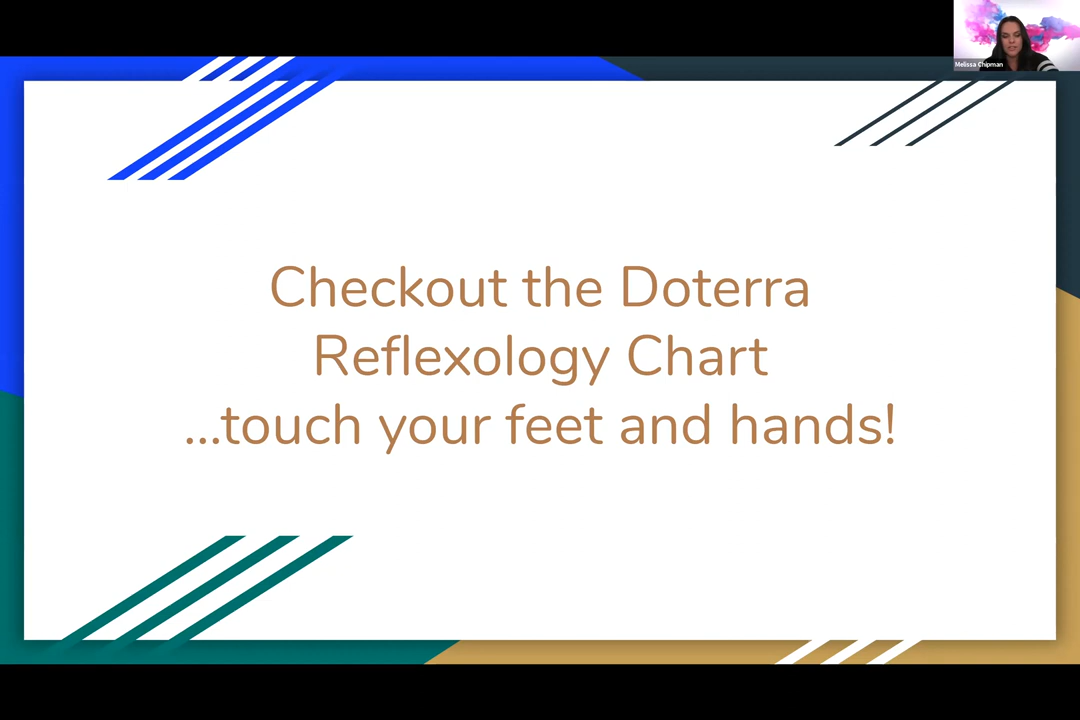 Melissa Chipman
Checkout the Doterra
Reflexology Chart
...touch your feet and hands!